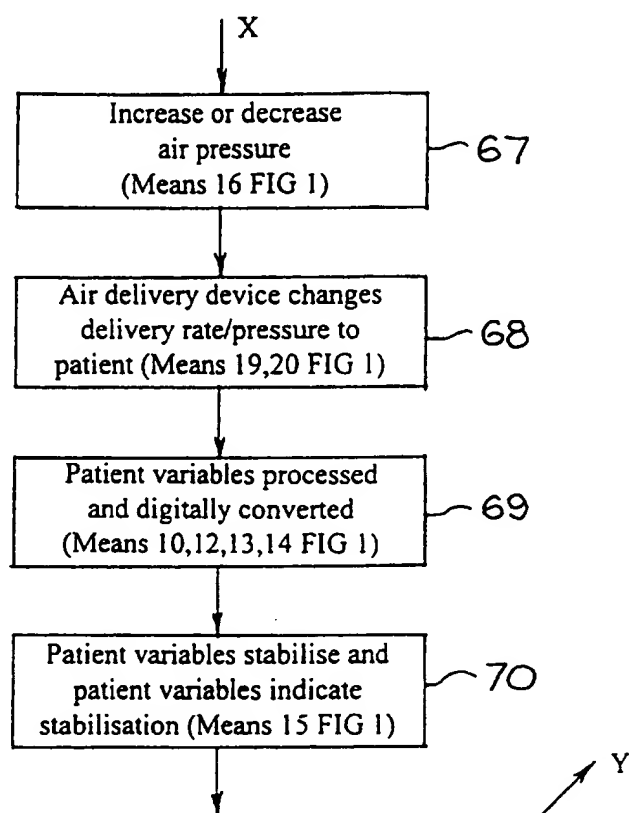 X
Increase or decrease
air pressure
(Means 16 FIG 1)
67
Air delivery device changes
delivery rate/pressure to
patient (Means 19,20 FIG 1)
68
Patient variables processed
and digitally converted
(Means 10,12,13,14 FIG 1)
69
Patient variables stabilise and
patient variables indicate
stabilisation (Means 15 FIG 1)
70
Y